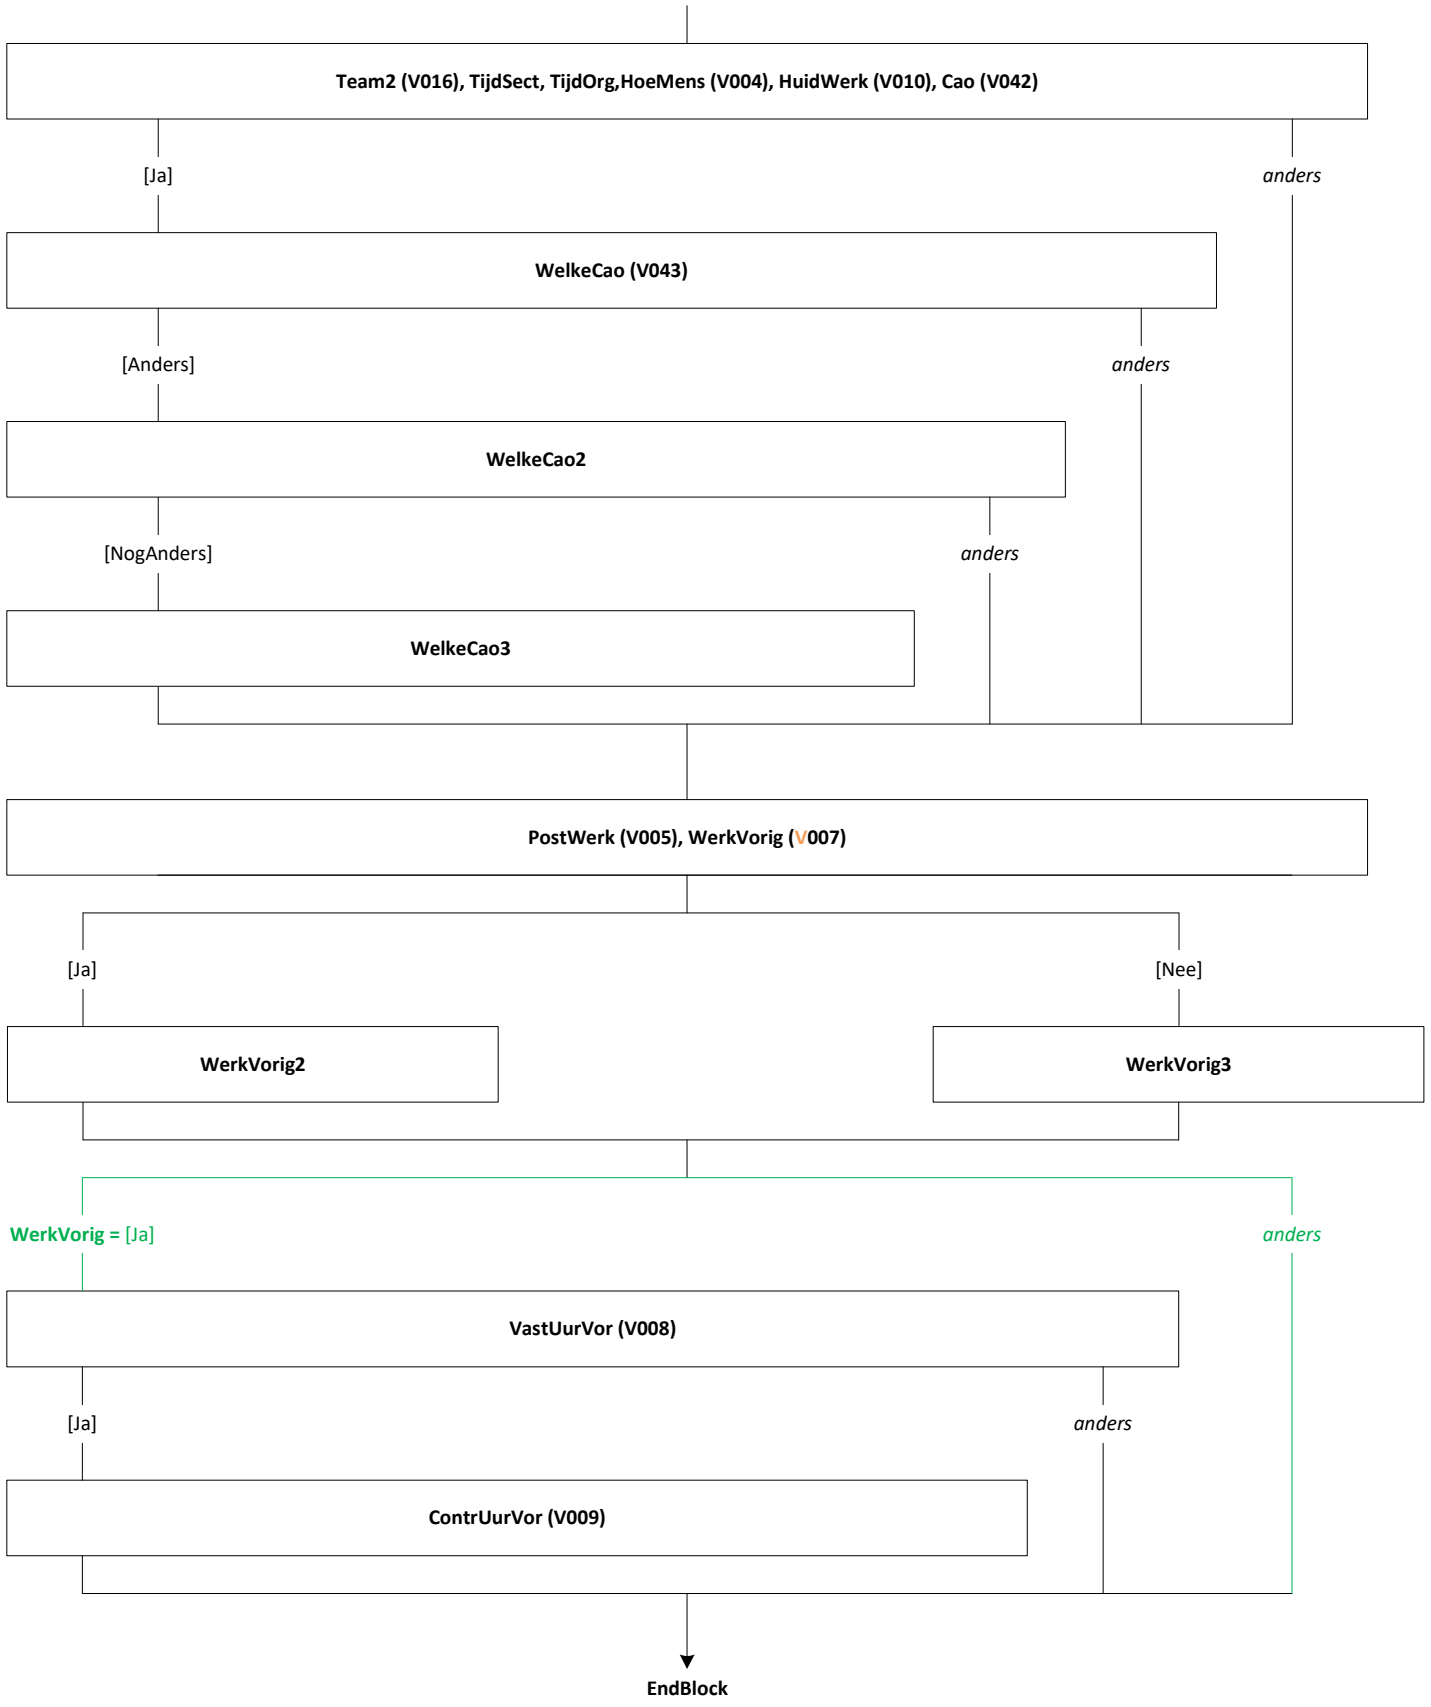 Team2 (V016), TijdSect, TijdOrg,HoeMens (V004), HuidWerk (V010), Cao (V042)
[Ja]
anders
WelkeCao (V043)
[Anders]
anders
WelkeCao2
[NogAnders]
anders
WelkeCao3
PostWerk (V005), WerkVorig (V007)
[Ja]
[Nee]
WerkVorig2
WerkVorig3
WerkVorig = [Ja]
anders
VastUurVor (V008)
[Ja]
anders
ContrUurVor (V009)
EndBlock